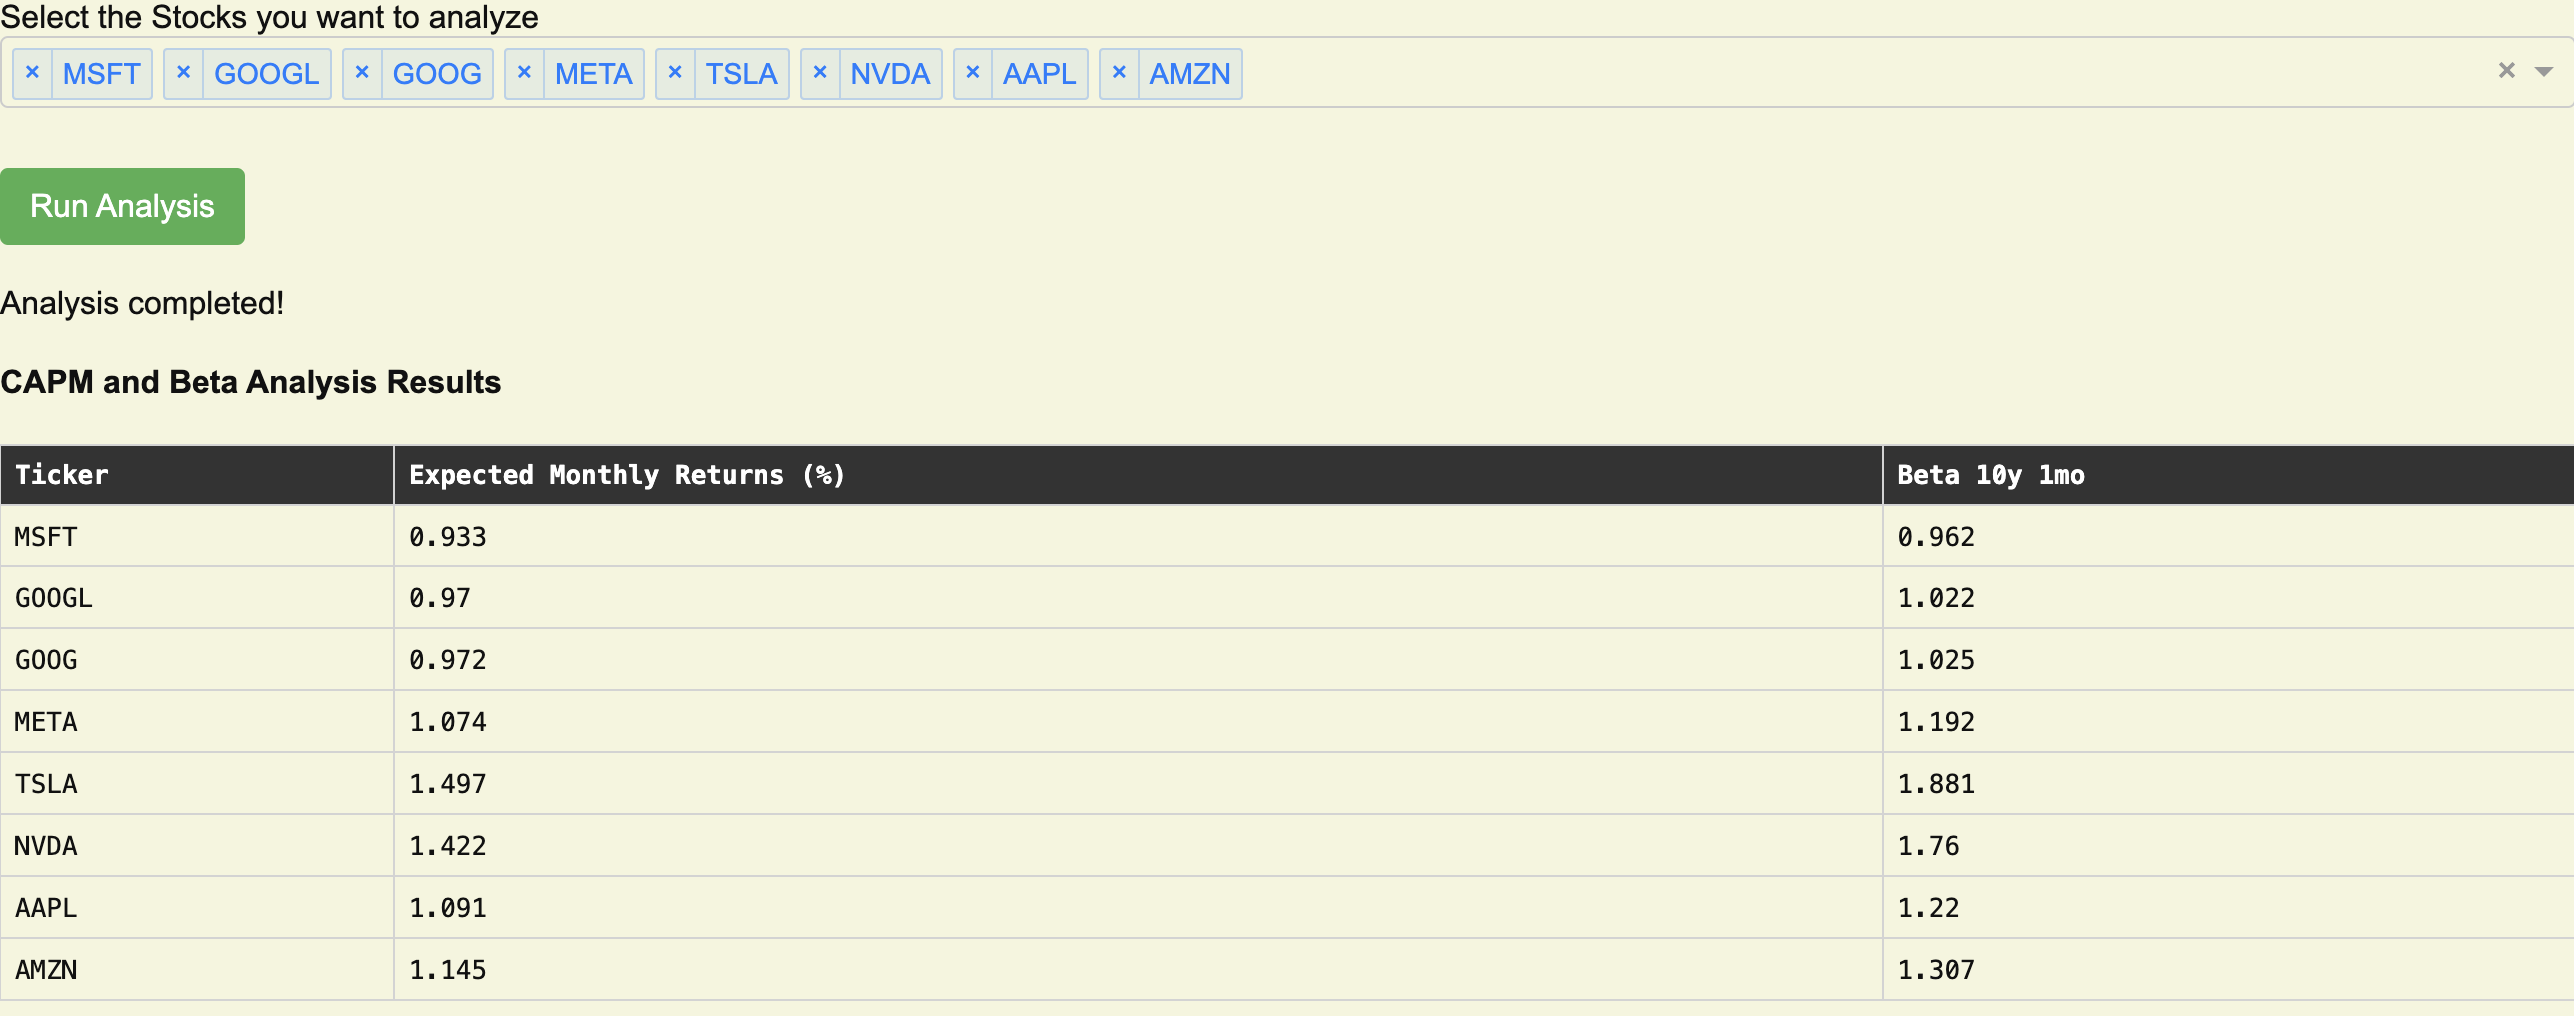 Select the Stocks you want to analyze
× MSFT × GOOGL × GOOG × META × TSLA × NVDA × AAPL × AMZN ×
Run Analysis
Analysis completed!
CAPM and Beta Analysis Results
Ticker Expected Monthly Returns (%) Beta 10y 1mo
MSFT 0.933 0.962
GOOGL 0.97 1.022
GOOG 0.972 1.025
META 1.074 1.192
TSLA 1.497 1.881
NVDA 1.422 1.76
AAPL 1.091 1.22
AMZN 1.145 1.307